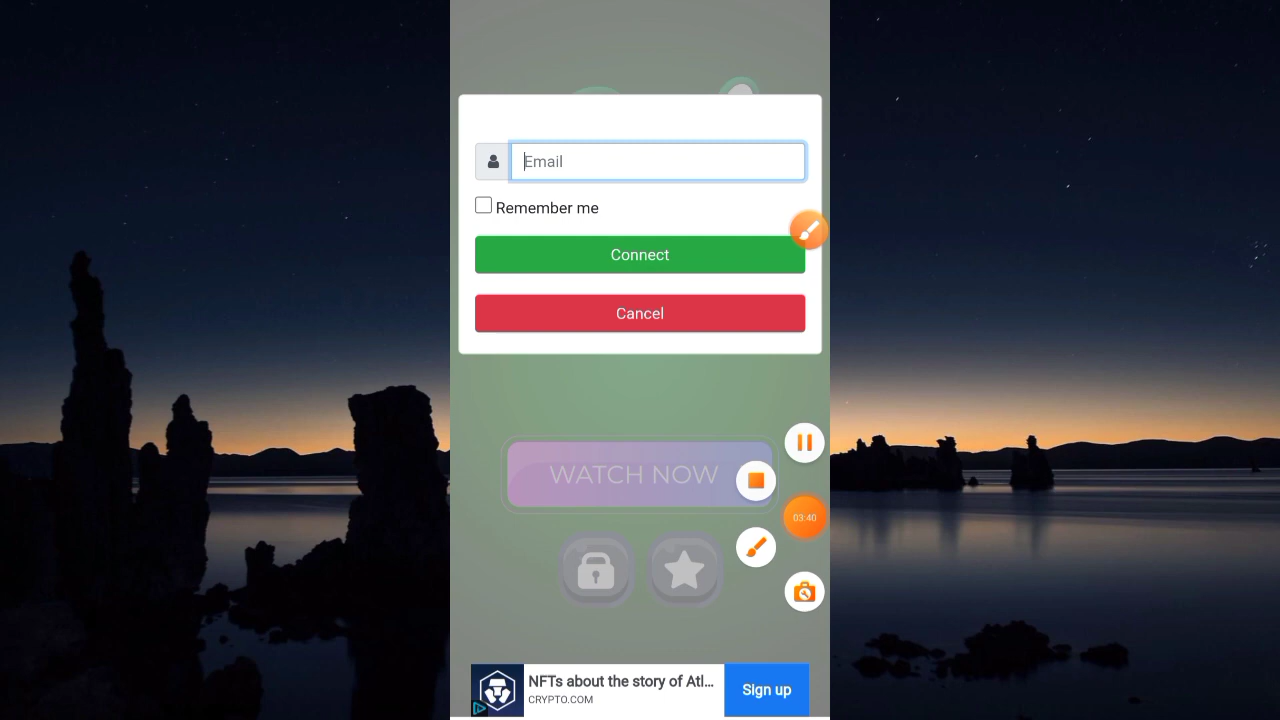 Email
Remember me
Connect
Cancel
WATCH NOW
03:40
NFTs about the story of Atl...
CRYPTO.COM
Sign up